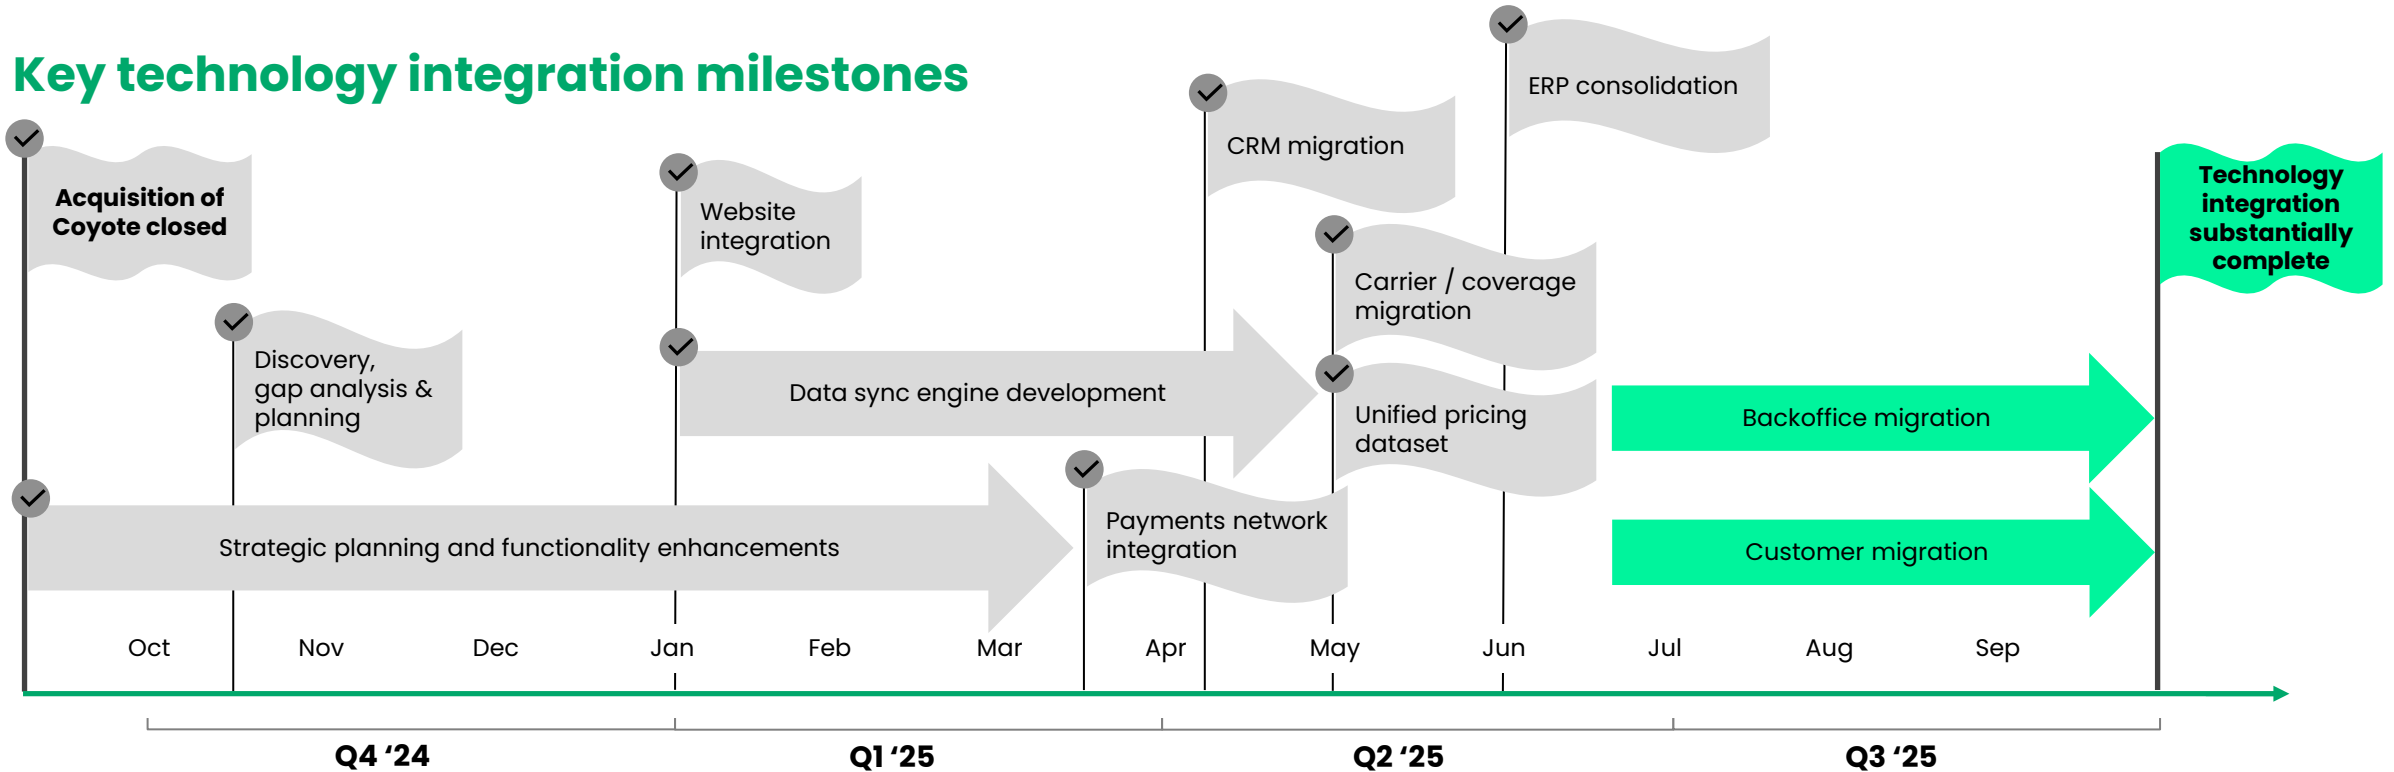 Key technology integration milestones
Acquisition of
Coyote closed
Discovery,
gap analysis &
planning
Strategic planning and functionality enhancements
Website
integration
Data sync engine development
Payments network
integration
CRM migration
Carrier / coverage
migration
Unified pricing
dataset
ERP consolidation
Backoffice migration
Customer migration
Technology
integration
substantially
complete
Oct Nov Dec Jan Feb Mar Apr May Jun Jul Aug Sep
Q4 ‘24 Q1 ‘25 Q2 ‘25 Q3 ‘25